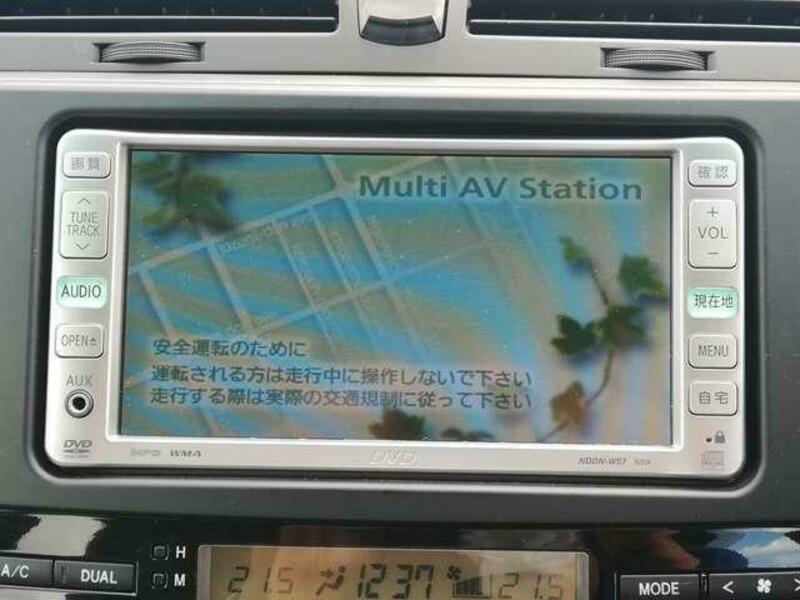 画質
確認
TUNE
TRACK
Multi AV Station
+
VOL
−
AUDIO
現在地
OPEN
MENU
AUX
自宅
安全運転のために
運転される方は走行中に操作しないで下さい
走行する際は実際の交通規制に従って下さい
DVD
MP3 WMA
DVD
NDDN-W57
A/C
DUAL
H
M
21.5
12:37
21.5
MODE
<
>